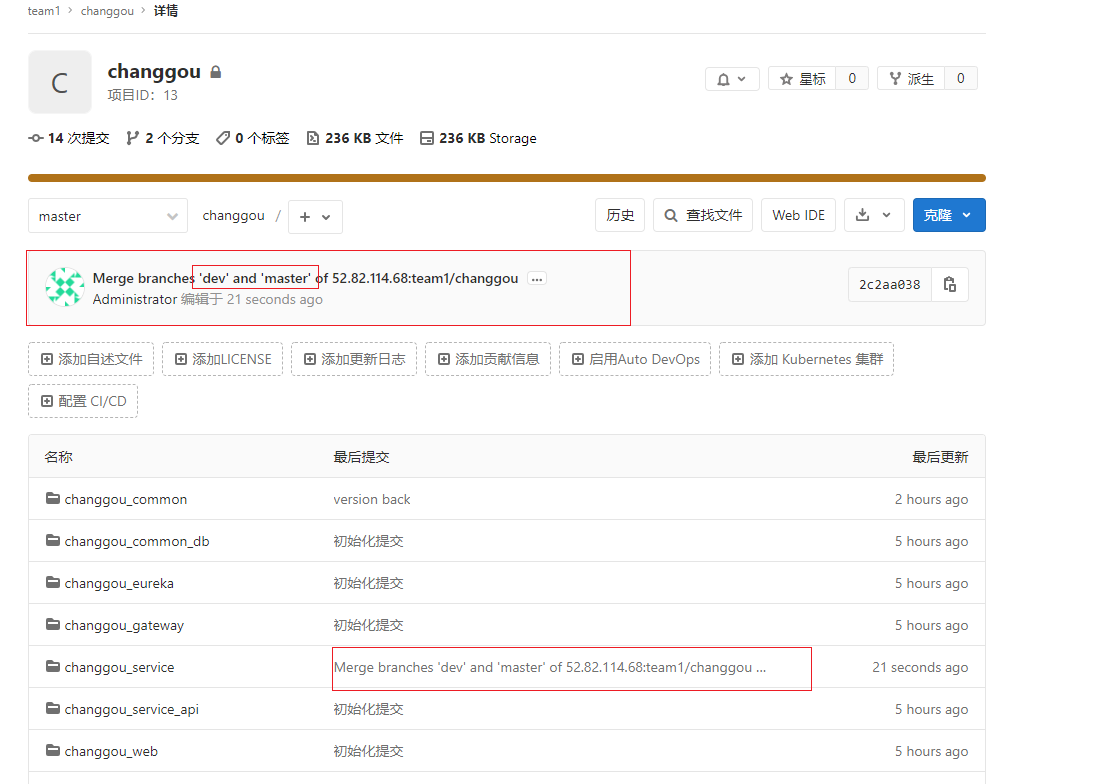 team1 > changgou > 详情
C
changgou
项目ID: 13
星标 0 派生 0
14 次提交 2 个分支 0 个标签 236 KB 文件 236 KB Storage
master changgou / + 历史 查找文件 Web IDE 克隆
Merge branches 'dev' and 'master' of 52.82.114.68:team1/changgou ...
Administrator 编辑于 21 seconds ago
2c2aa038
添加自述文件 添加LICENSE 添加更新日志 添加贡献信息 启用Auto DevOps 添加 Kubernetes 集群
配置 CI/CD
名称 最后提交 最后更新
changgou_common version back 2 hours ago
changgou_common_db 初始化提交 5 hours ago
changgou_eureka 初始化提交 5 hours ago
changgou_gateway 初始化提交 5 hours ago
changgou_service Merge branches 'dev' and 'master' of 52.82.114.68:team1/changgou ... 21 seconds ago
changgou_service_api 初始化提交 5 hours ago
changgou_web 初始化提交 5 hours ago